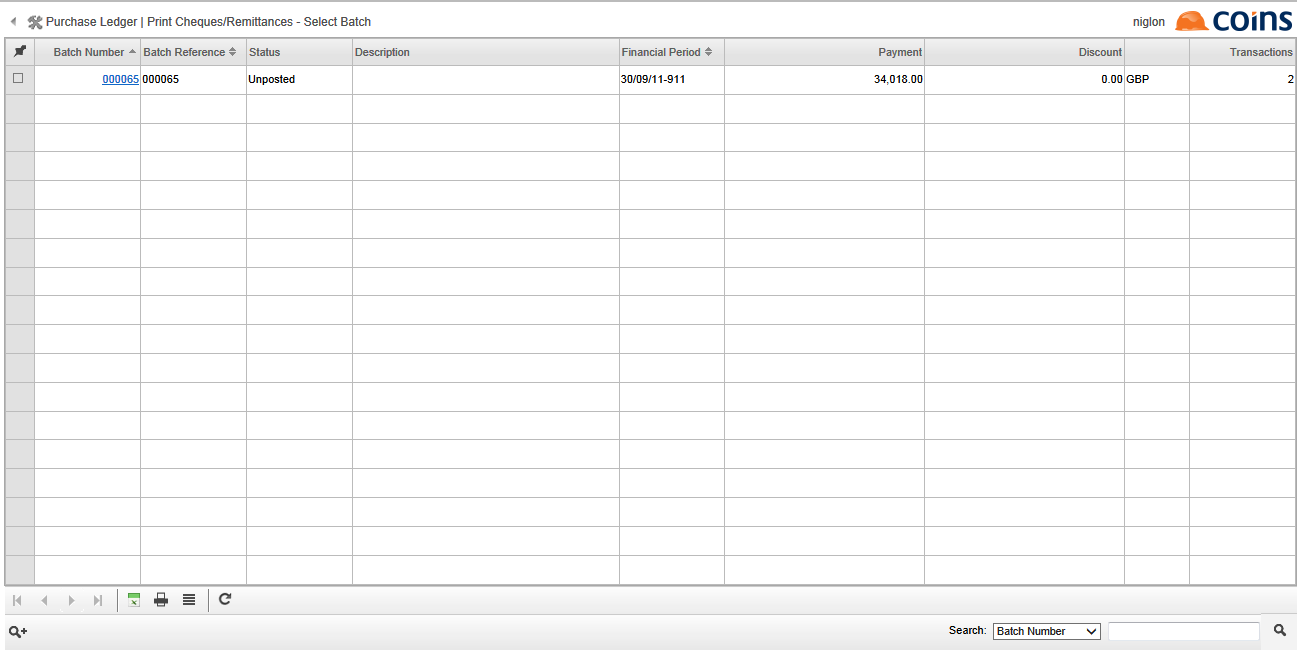 Purchase Ledger | Print Cheques/Remittances - Select Batch niglon coins
Batch Number Batch Reference Status Description Financial Period Payment Discount Transactions
000065 000065 Unposted 30/09/11-911 34,018.00 0.00 GBP 2
Search: Batch Number